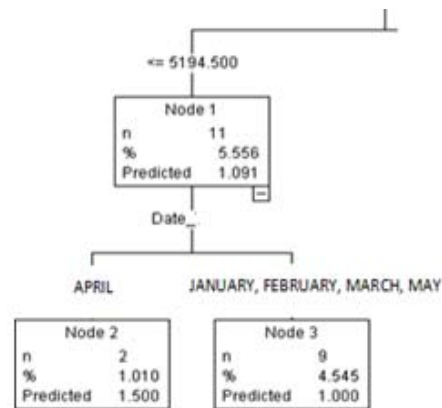 <= 5194.500
Node 1
n 11
% 5.556
Predicted 1.091
Date_.
APRIL
JANUARY, FEBRUARY, MARCH, MAY
Node 2
n 2
% 1.010
Predicted 1.500
Node 3
n 9
% 4.545
Predicted 1.000